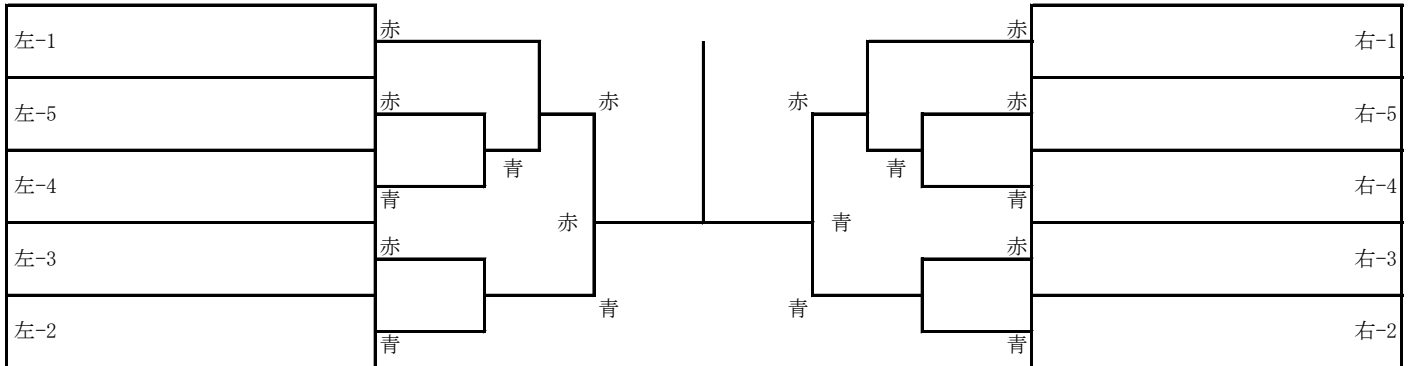 左-1 赤 赤 右-1
左-5 赤 赤 赤 赤 右-5
青 青
左-4 青 青 右-4
赤 青
左-3 赤 赤 右-3
青 青
左-2 青 青 右-2